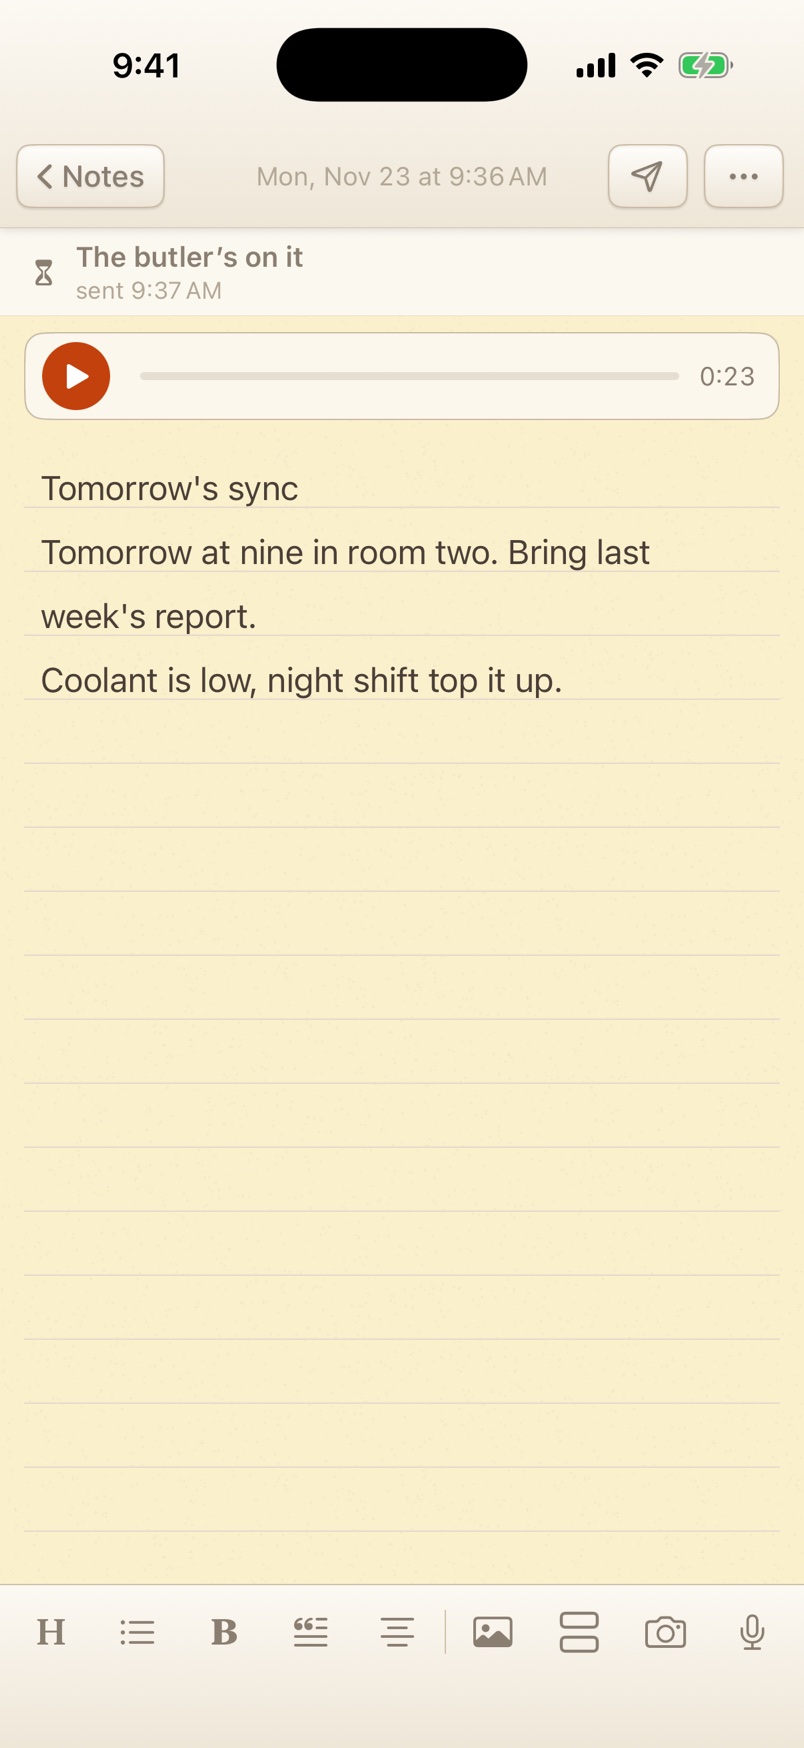 9:41
Notes
Mon, Nov 23 at 9:36 AM
The butler’s on it
sent 9:37 AM
0:23
Tomorrow's sync
Tomorrow at nine in room two. Bring last
week's report.
Coolant is low, night shift top it up.
H
B